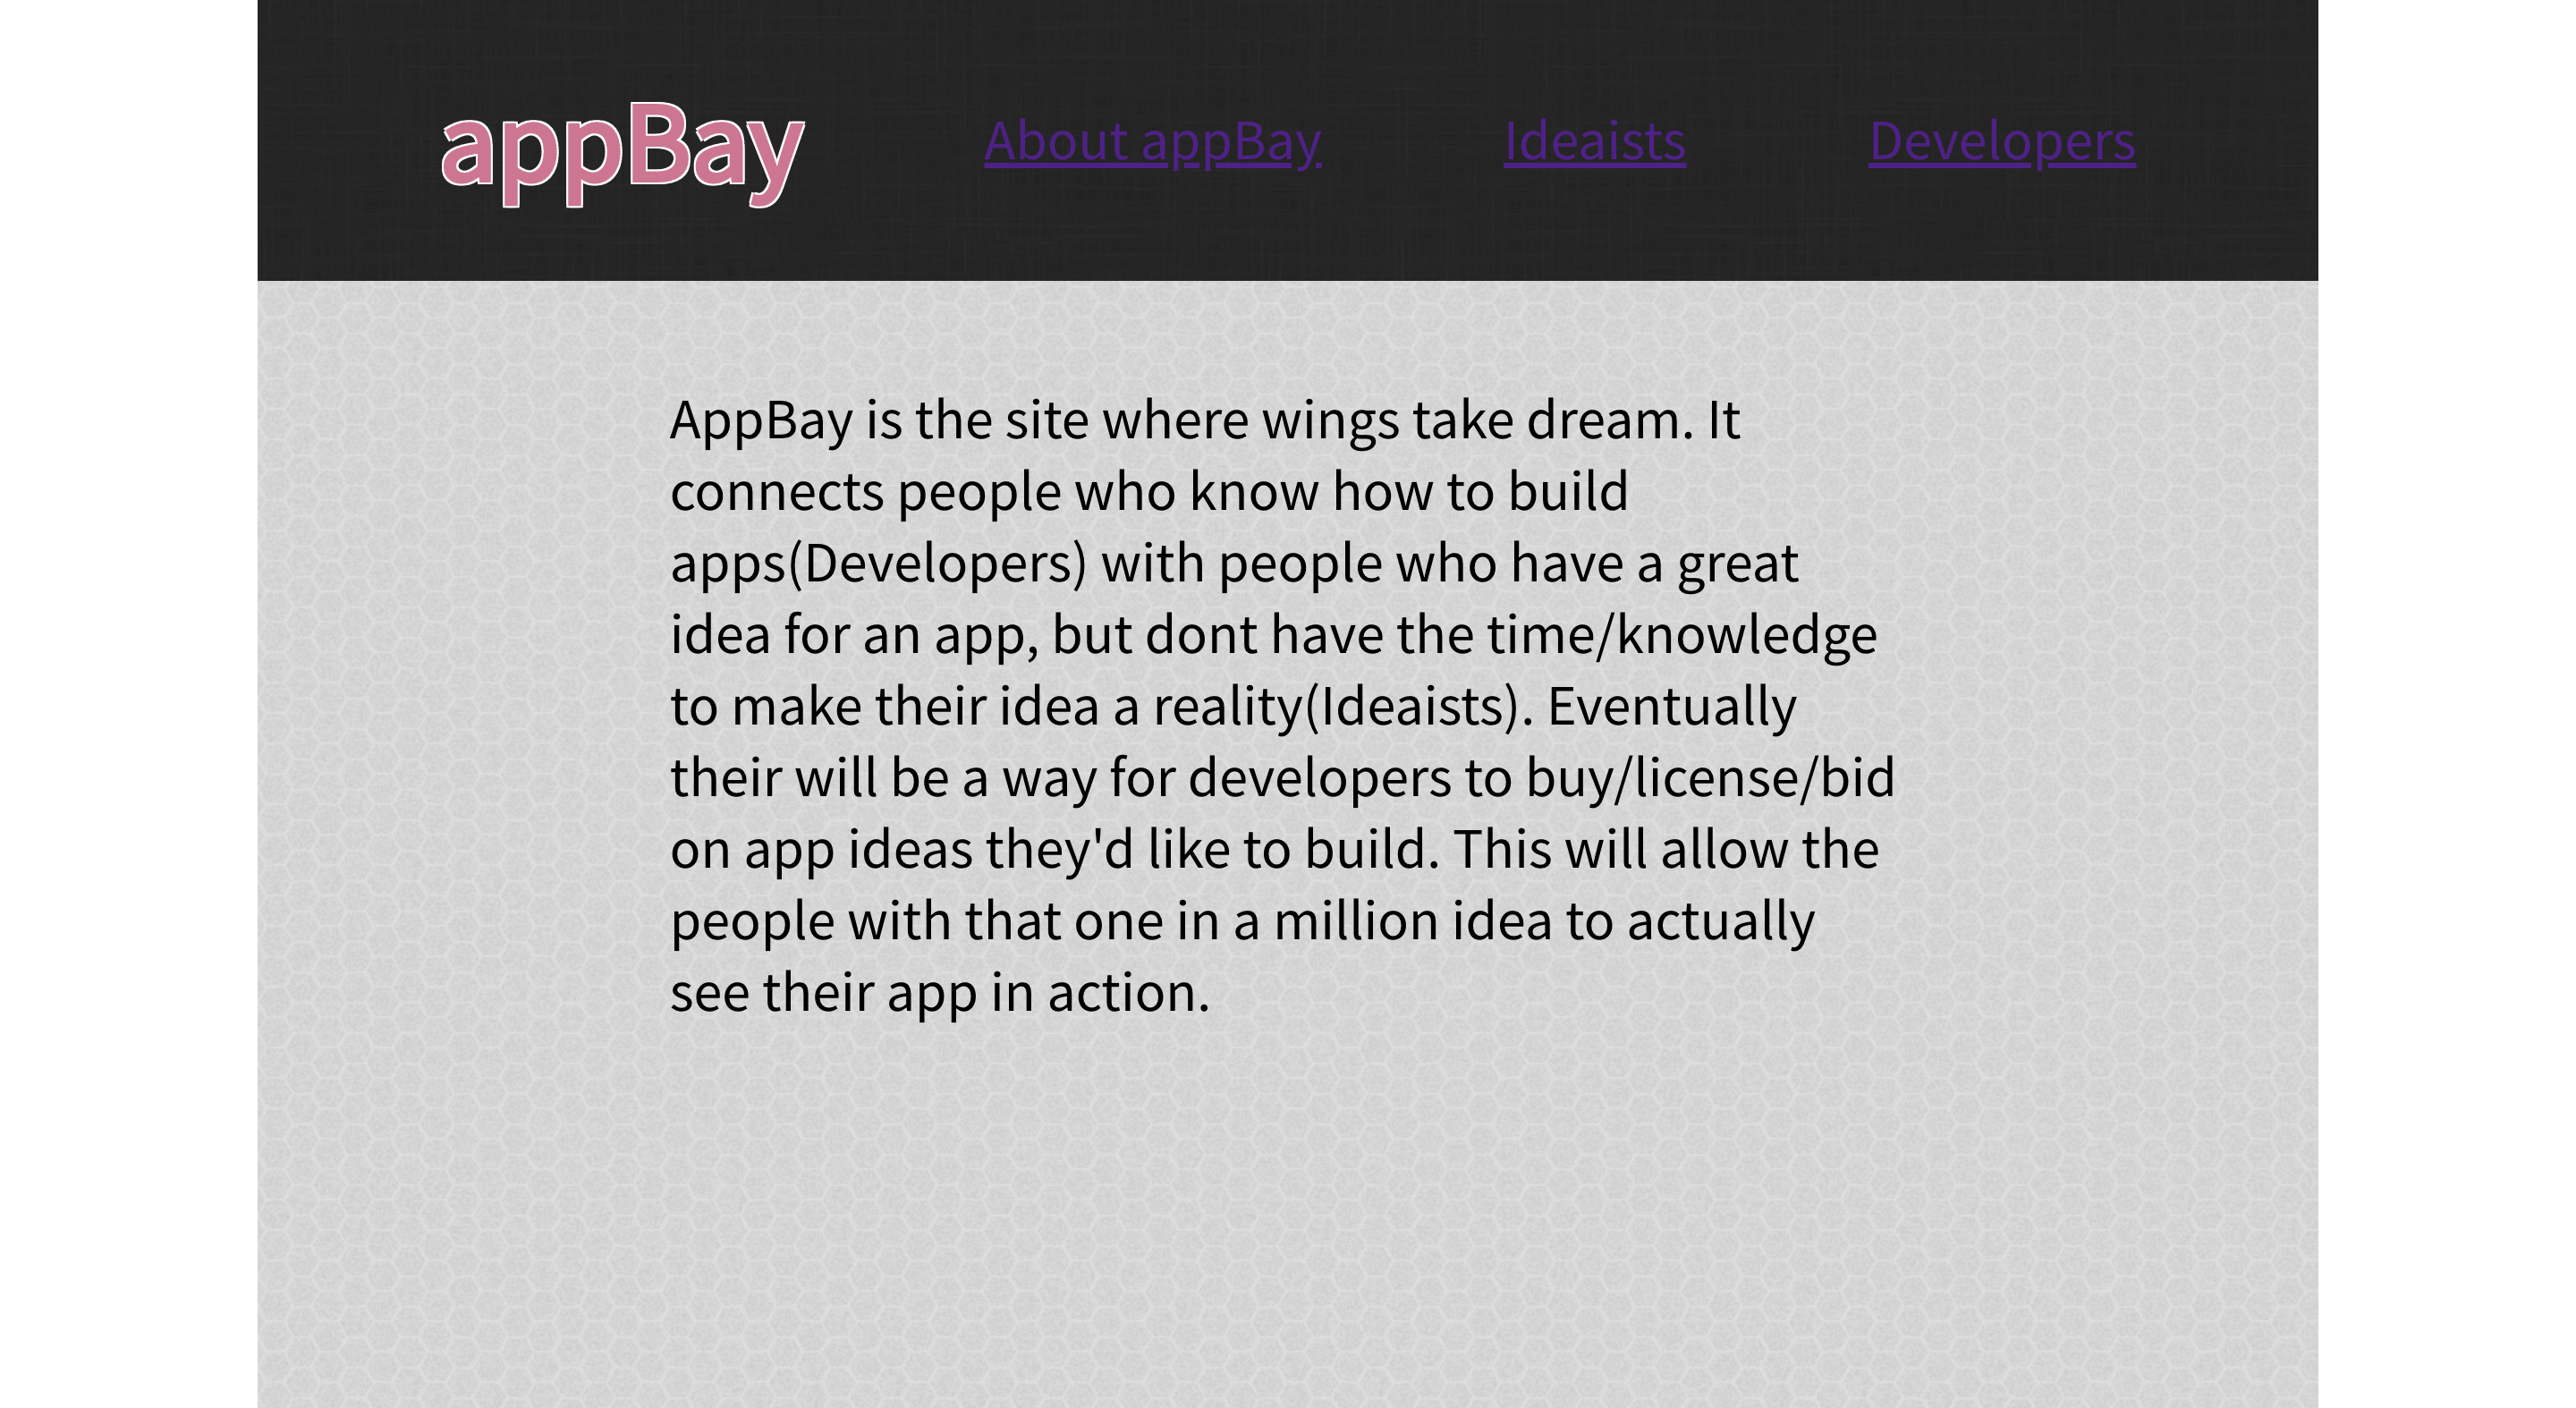 appBay
About appBay
Ideaists
Developers
AppBay is the site where wings take dream. It
connects people who know how to build
apps(Developers) with people who have a great
idea for an app, but dont have the time/knowledge
to make their idea a reality(Ideaists). Eventually
their will be a way for developers to buy/license/bid
on app ideas they'd like to build. This will allow the
people with that one in a million idea to actually
see their app in action.